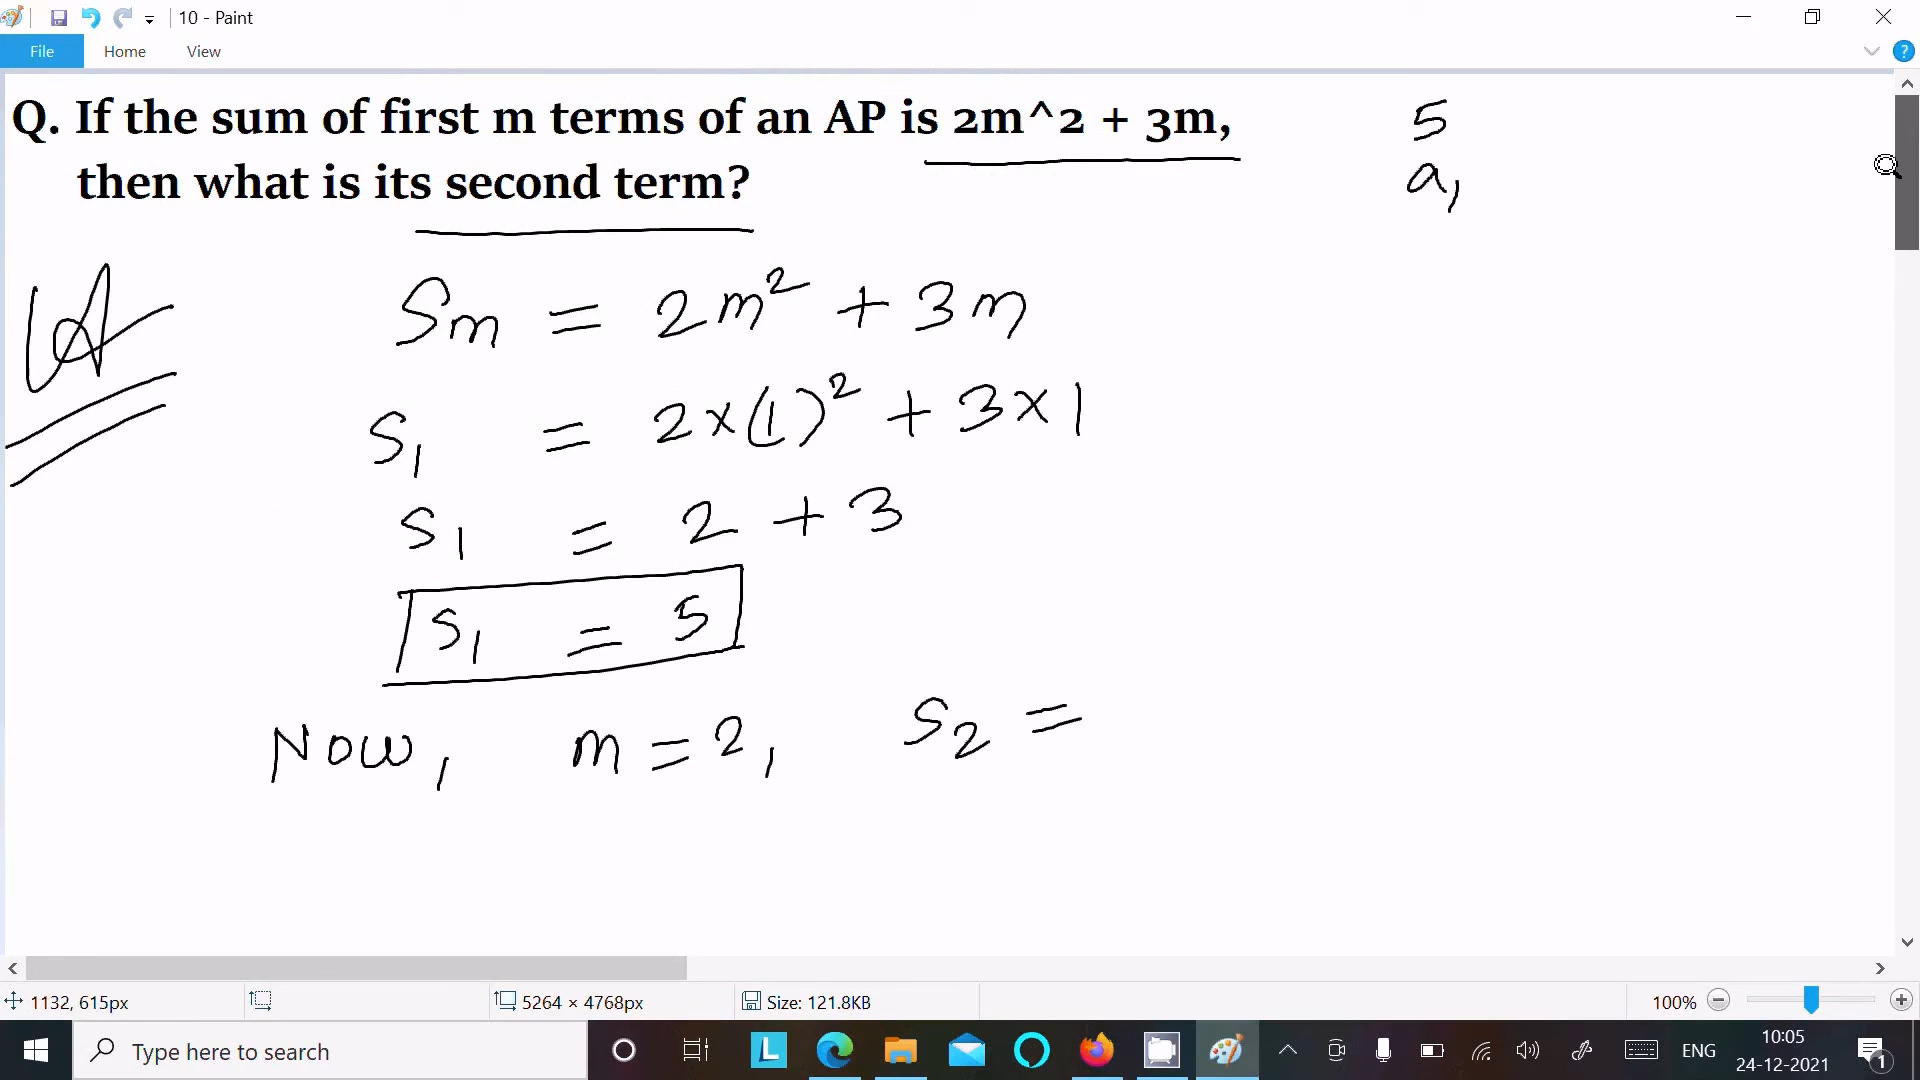 10 - Paint
File Home View
Q. If the sum of first m terms of an AP is 2m^2 + 3m,
then what is its second term?
5
a₁
Sₘ = 2m² + 3m
S₁ = 2×(1)² + 3×1
S₁ = 2 + 3
S₁ = 5
Now, m = 2, S₂ =
1132, 615px 5264 × 4768px Size: 121.8KB 100%
Type here to search
L
ENG
10:05
24-12-2021
1